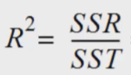 R² = SSR / SST